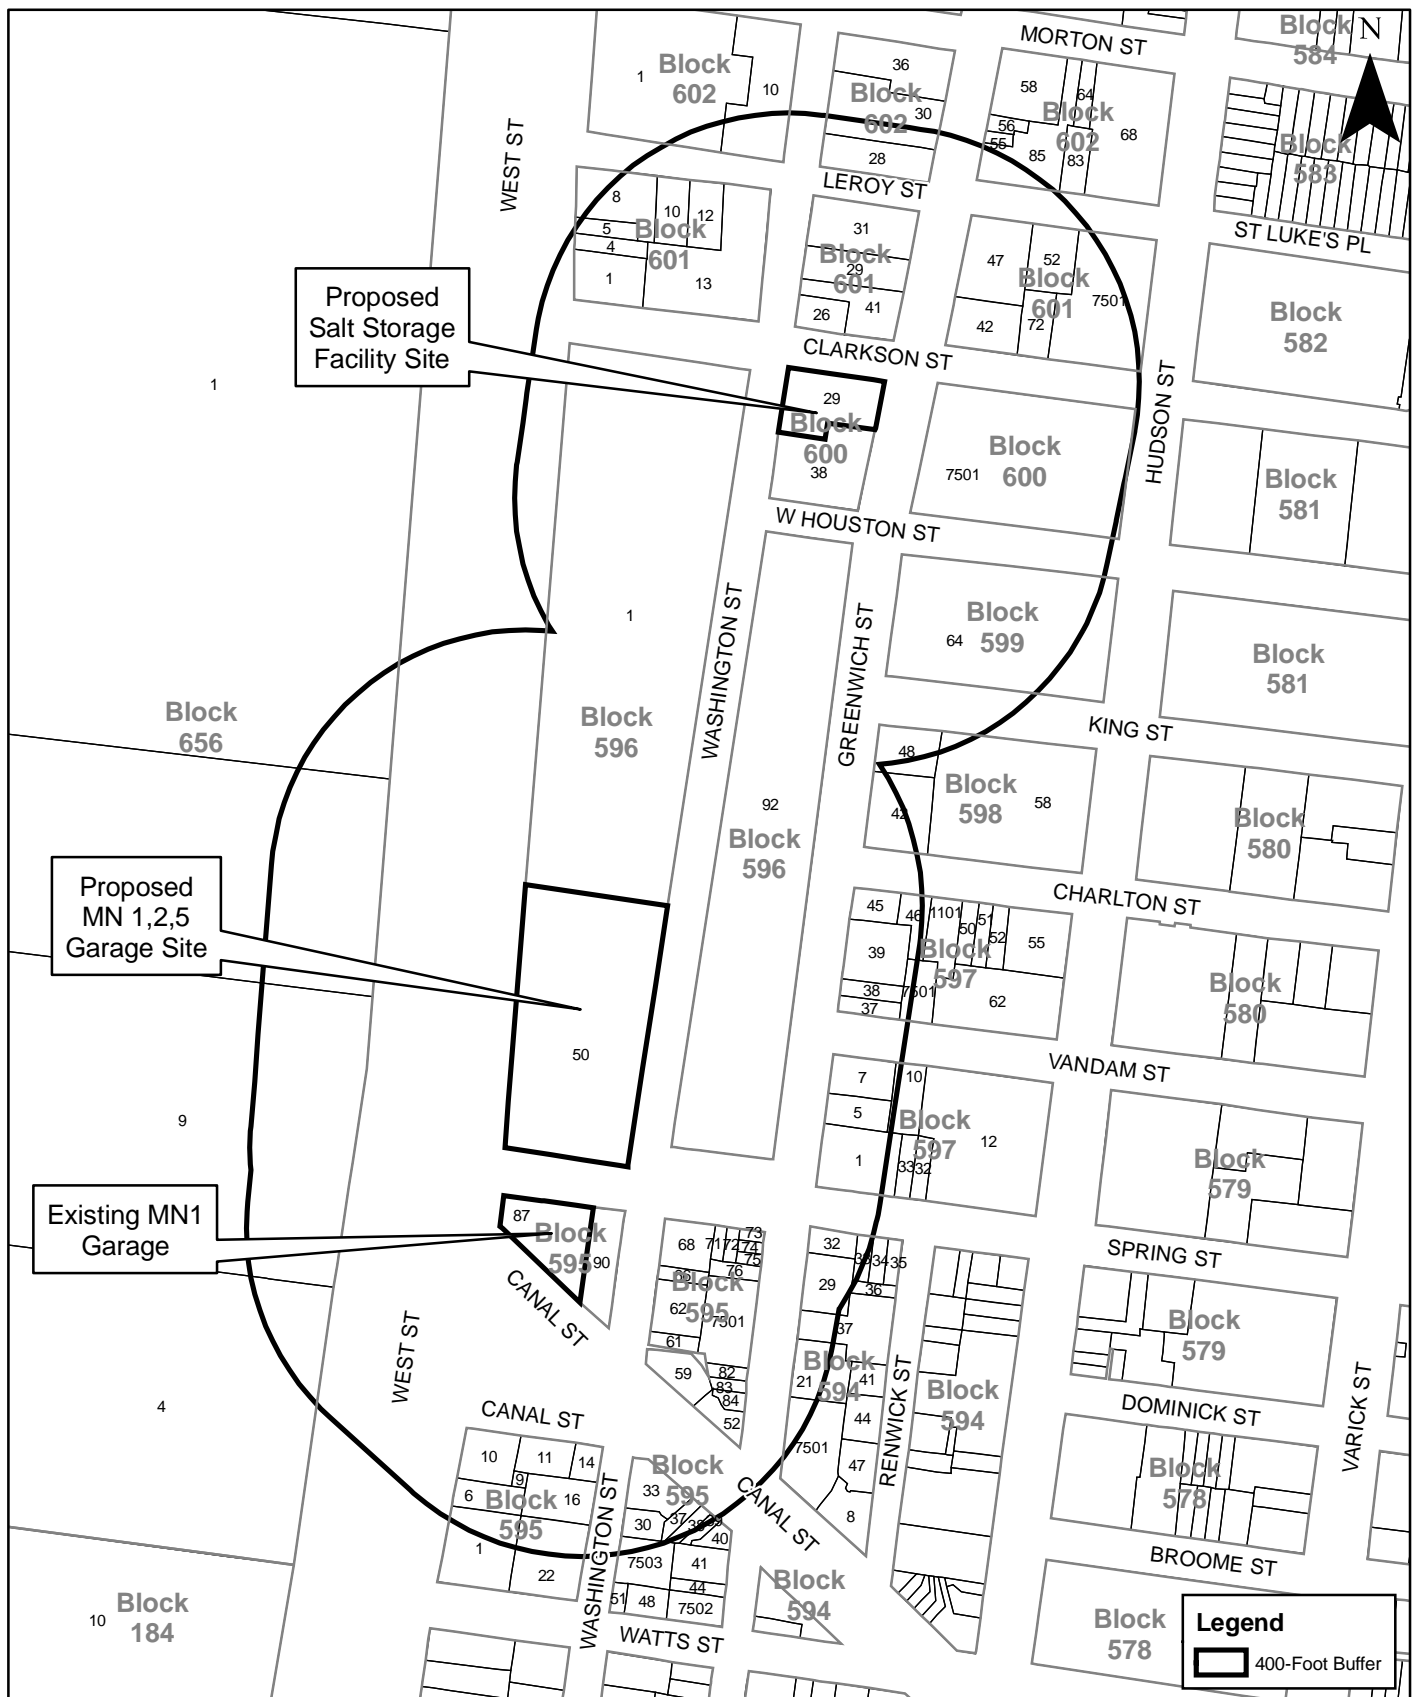 MORTON ST
Block
584
N
Block
602
1
10
36
Block
602
30
28
58
64
Block
602
56
55
85
83
68
Block
583
WEST ST
LEROY ST
ST LUKE'S PL
8
10
12
5
Block
601
4
1
13
31
Block
29
601
26
41
47
52
Block
601
7501
42
72
Block
582
Proposed
Salt Storage
Facility Site
CLARKSON ST
HUDSON ST
1
29
Block
600
38
Block
600
7501
Block
581
W HOUSTON ST
1
WASHINGTON ST
GREENWICH ST
Block
599
64
Block
581
Block
656
Block
596
KING ST
48
Block
598
58
42
92
Block
596
Block
580
Proposed
MN 1,2,5
Garage Site
CHARLTON ST
45
46
1101
50
51
52
55
39
Block
597
38
7501
37
62
Block
580
50
VANDAM ST
7
10
5
Block
597
12
1
33
32
9
Block
579
Existing MN1
Garage
87
Block
595
90
CANAL ST
SPRING ST
68
71
72
73
74
75
76
Block
595
62
7501
61
59
82
83
84
52
32
34
35
29
36
37
Block
594
21
41
44
7501
47
8
RENWICK ST
Block
594
Block
579
WEST ST
VARICK ST
DOMINICK ST
4
CANAL ST
10
11
14
9
6
16
Block
595
1
22
WASHINGTON ST
Block
595
33
37
30
40
7503
41
44
51
48
7502
CANAL ST
Block
578
BROOME ST
Block
594
WATTS ST
Block
184
10
Block
578
Legend
400-Foot Buffer